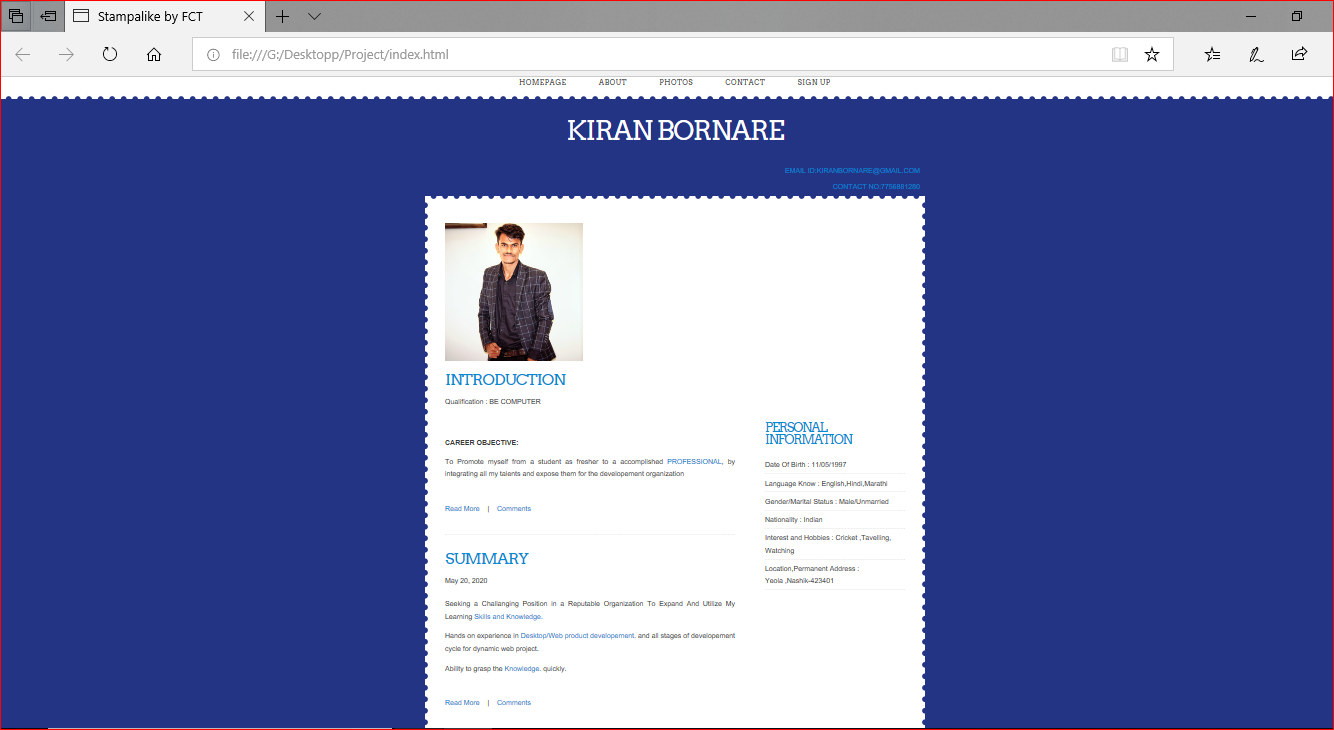 Stampalike by FCT
file:///G:/Desktopp/Project/index.html
HOMEPAGE ABOUT PHOTOS CONTACT SIGN UP
KIRAN BORNARE
EMAIL ID:KIRANBORNARE@GMAIL.COM
CONTACT NO:7756881280
INTRODUCTION
Qualification : BE COMPUTER
CAREER OBJECTIVE:
To Promote myself from a student as fresher to a accomplished PROFESSIONAL, by
integrating all my talents and expose them for the developement organization
Read More | Comments
SUMMARY
May 20, 2020
Seeking a Challanging Position in a Reputable Organization To Expand And Utilize My
Learning Skills and Knowledge.
Hands on experience in Desktop/Web product developement. and all stages of developement
cycle for dynamic web project.
Ability to grasp the Knowledge. quickly.
Read More | Comments
PERSONAL
INFORMATION
Date Of Birth : 11/05/1997
Language Know : English,Hindi,Marathi
Gender/Marital Status : Male/Unmarried
Nationality : Indian
Interest and Hobbies : Cricket ,Tavelling,
Watching
Location,Permanent Address :
Yeola ,Nashik-423401